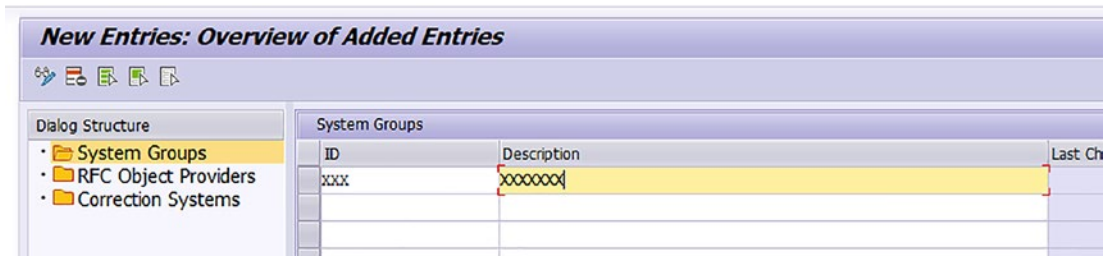 New Entries: Overview of Added Entries
Dialog Structure
System Groups
RFC Object Providers
Correction Systems
System Groups
ID Description Last Ch
XXX XXXXXXX